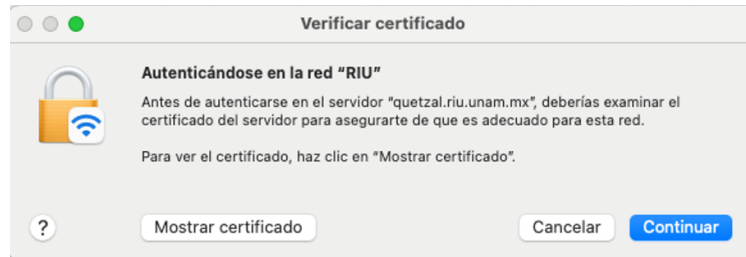 Verificar certificado
Autenticándose en la red “RIU”
Antes de autenticarse en el servidor “quetzal.riu.unam.mx”, deberías examinar el
certificado del servidor para asegurarte de que es adecuado para esta red.
Para ver el certificado, haz clic en “Mostrar certificado”.
? Mostrar certificado Cancelar Continuar